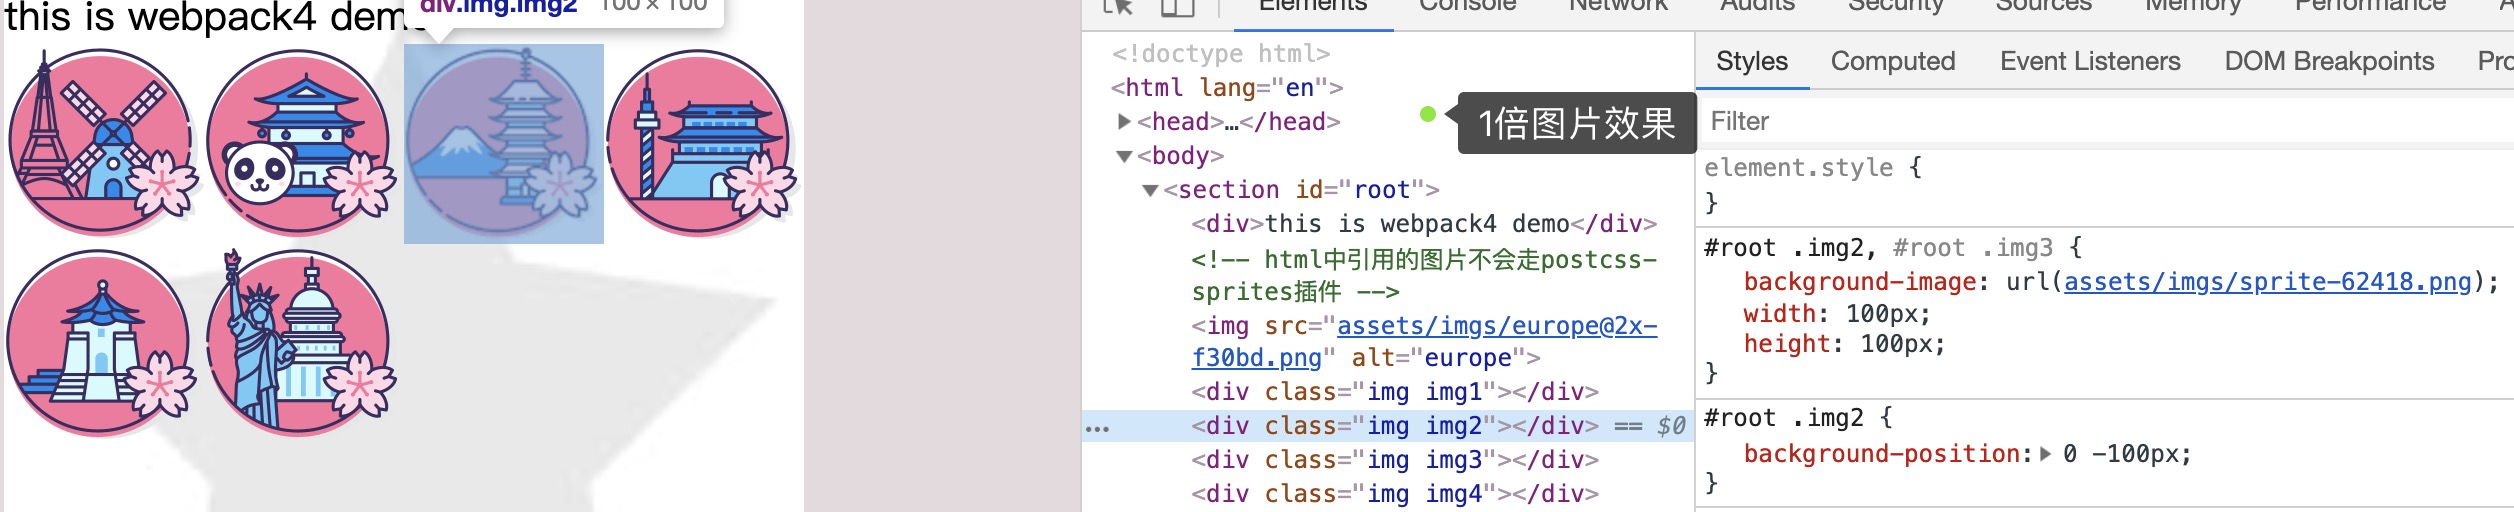 this is webpack4 demo
div.img.img2 100 × 100
Elements Console Network Audits Security Sources Memory Performance
<!doctype html>
<html lang="en">
<head>…</head>
1倍图片效果
<body>
<section id="root">
<div>this is webpack4 demo</div>
<!-- html中引用的图片不会走postcss-
sprites插件 -->
<img src="assets/imgs/europe@2x-
f30bd.png" alt="europe">
<div class="img img1"></div>
… <div class="img img2"></div> == $0
<div class="img img3"></div>
<div class="img img4"></div>
Styles Computed Event Listeners DOM Breakpoints Pro
Filter
element.style {
}
#root .img2, #root .img3 {
background-image: url(assets/imgs/sprite-62418.png);
width: 100px;
height: 100px;
}
#root .img2 {
background-position: 0 -100px;
}